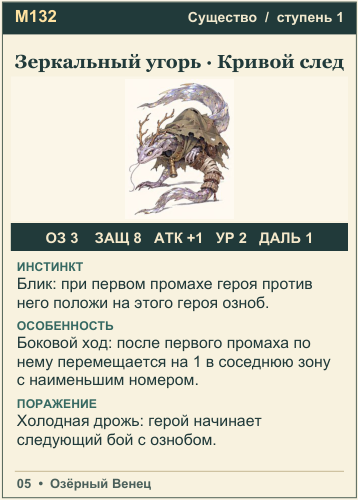 M132 Существо / ступень 1
Зеркальный угорь · Кривой след
ОЗ 3 ЗАЩ 8 АТК +1 УР 2 ДАЛЬ 1
ИНСТИНКТ
Блик: при первом промахе героя против
него положи на этого героя озноб.
ОСОБЕННОСТЬ
Боковой ход: после первого промаха по
нему перемещается на 1 в соседнюю зону
с наименьшим номером.
ПОРАЖЕНИЕ
Холодная дрожь: герой начинает
следующий бой с ознобом.
05 • Озёрный Венец